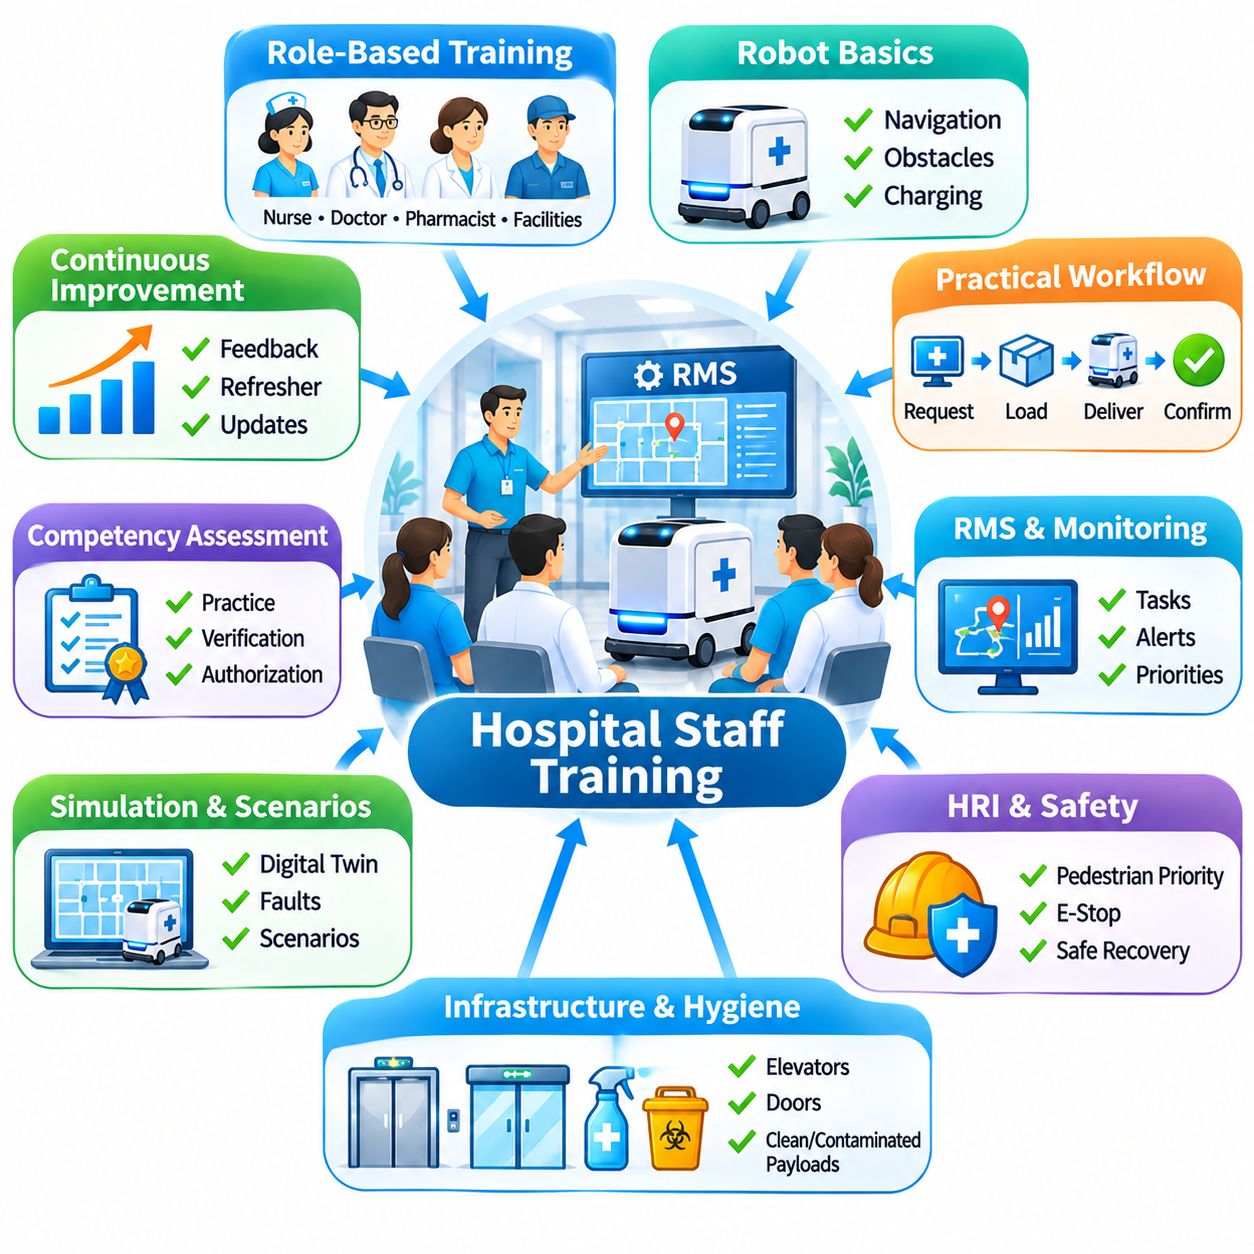 Role-Based Training
Nurse • Doctor • Pharmacist • Facilities
Robot Basics
Navigation
Obstacles
Charging
Continuous
Improvement
Feedback
Refresher
Updates
Practical Workflow
Request
Load
Deliver
Confirm
RMS
Competency Assessment
Practice
Verification
Authorization
RMS & Monitoring
Tasks
Alerts
Priorities
Hospital Staff
Training
Simulation & Scenarios
Digital Twin
Faults
Scenarios
HRI & Safety
Pedestrian Priority
E-Stop
Safe Recovery
Infrastructure & Hygiene
Elevators
Doors
Clean/Contaminated
Payloads